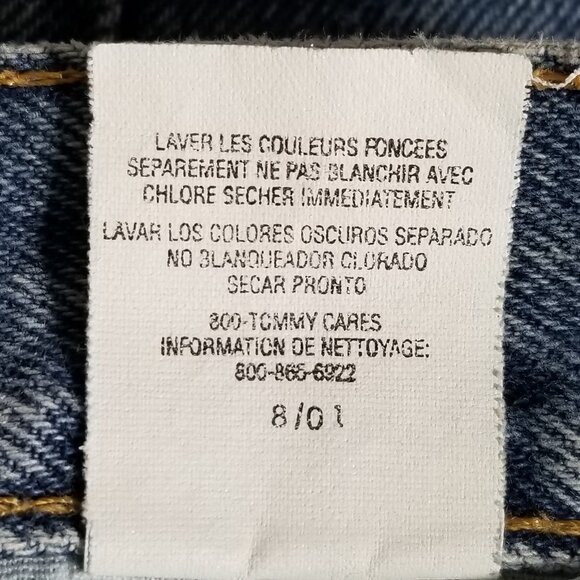 LAVER LES COULEURS FONCEES
SEPAREMENT NE PAS BLANCHIR AVEC
CHLORE SECHER IMMEDIATEMENT
LAVAR LOS COLORES OSCUROS SEPARADO
NO BLANQUEADOR CLORADO
SECAR PRONTO
800-TOMMY CARES
INFORMATION DE NETTOYAGE:
800-866-6922
8/01